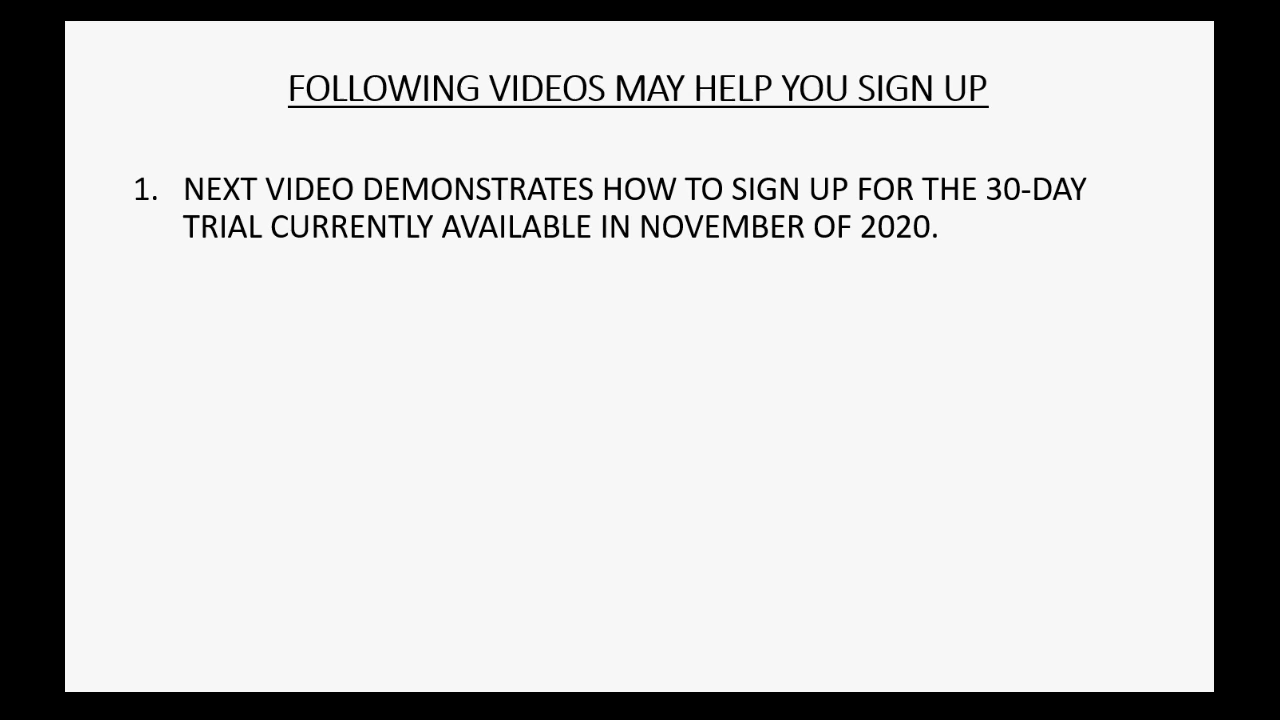 FOLLOWING VIDEOS MAY HELP YOU SIGN UP
1. NEXT VIDEO DEMONSTRATES HOW TO SIGN UP FOR THE 30-DAY
TRIAL CURRENTLY AVAILABLE IN NOVEMBER OF 2020.